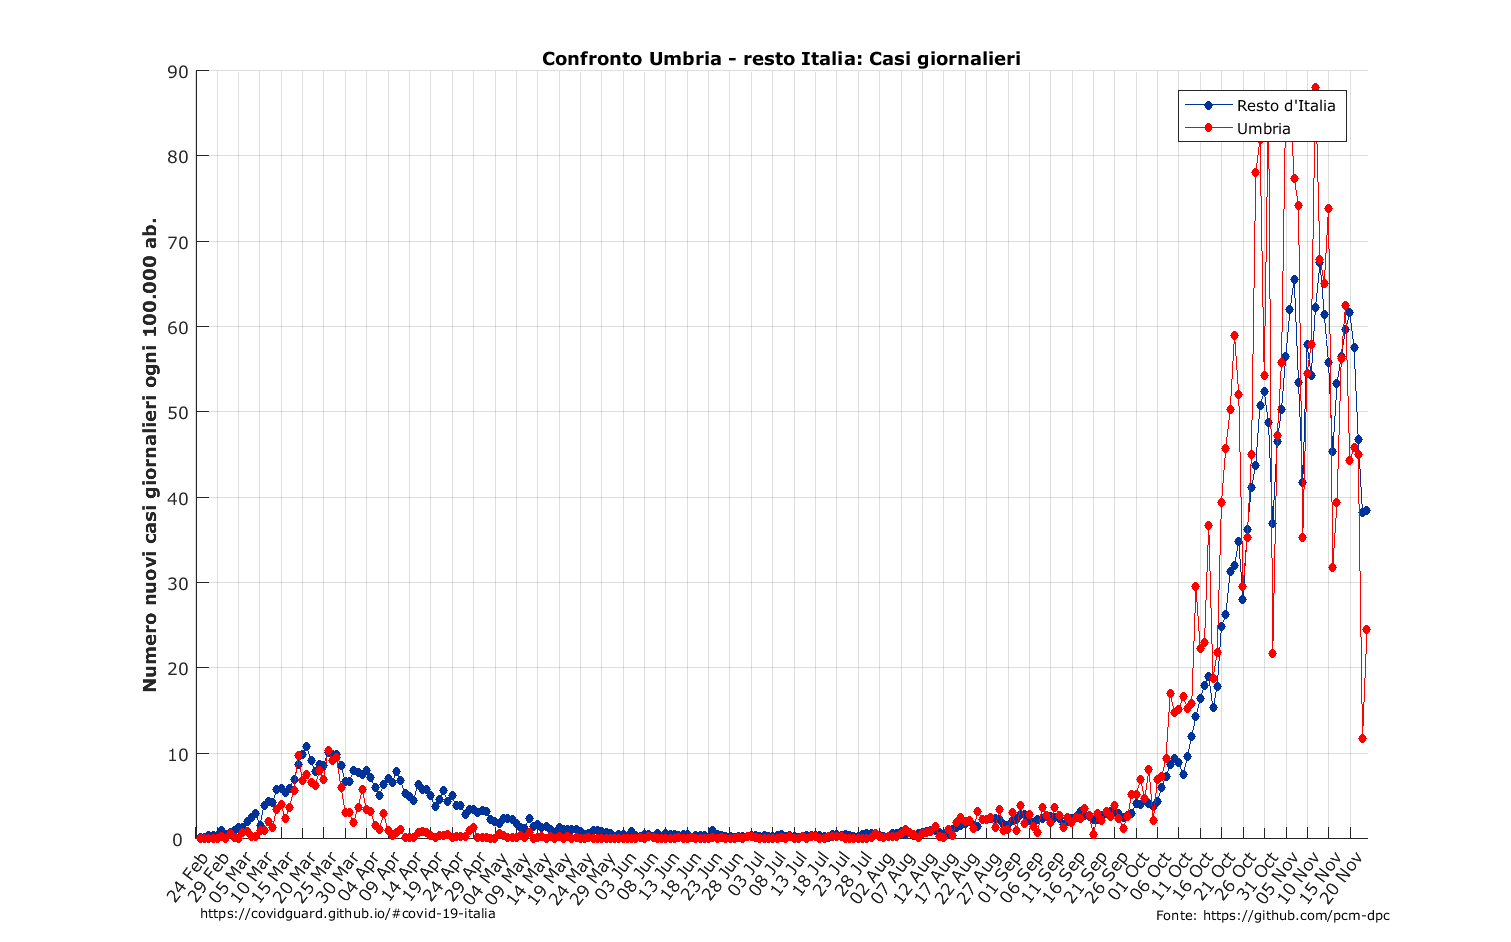 Confronto Umbria - resto Italia: Casi giornalieri
Numero nuovi casi giornalieri ogni 100.000 ab.
90
80
70
60
50
40
30
20
10
0
Resto d'Italia
Umbria
24 Feb
29 Feb
05 Mar
10 Mar
15 Mar
20 Mar
25 Mar
30 Mar
04 Apr
09 Apr
14 Apr
19 Apr
24 Apr
29 Apr
04 May
09 May
14 May
19 May
24 May
29 May
03 Jun
08 Jun
13 Jun
18 Jun
23 Jun
28 Jun
03 Jul
08 Jul
13 Jul
18 Jul
23 Jul
28 Jul
02 Aug
07 Aug
12 Aug
17 Aug
22 Aug
27 Aug
01 Sep
06 Sep
11 Sep
16 Sep
21 Sep
26 Sep
01 Oct
06 Oct
11 Oct
16 Oct
21 Oct
26 Oct
31 Oct
05 Nov
10 Nov
15 Nov
20 Nov
https://covidguard.github.io/#covid-19-italia
Fonte: https://github.com/pcm-dpc